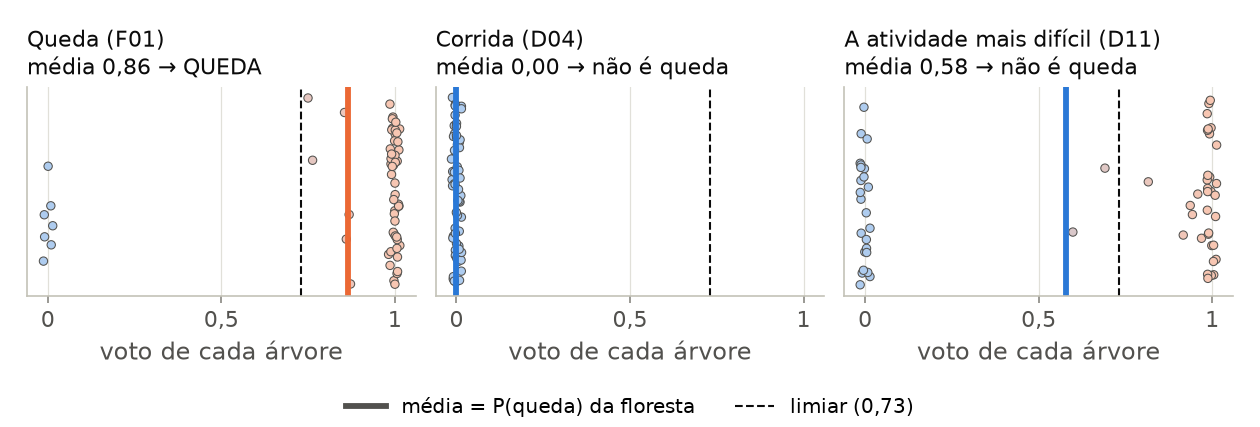 Queda (F01)
média 0,86 → QUEDA
Corrida (D04)
média 0,00 → não é queda
A atividade mais difícil (D11)
média 0,58 → não é queda
0
0,5
1
0
0,5
1
0
0,5
1
voto de cada árvore
voto de cada árvore
voto de cada árvore
média = P(queda) da floresta
limiar (0,73)